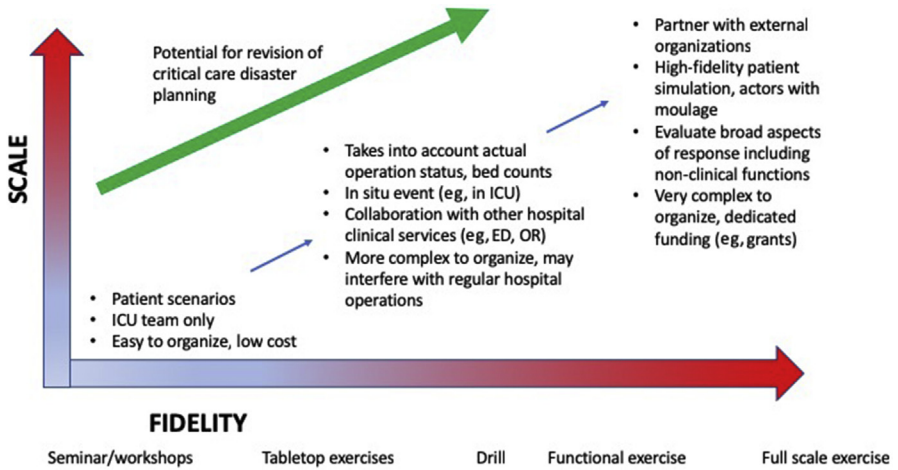 Potential for revision of
critical care disaster
planning
• Partner with external
organizations
• High-fidelity patient
simulation, actors with
moulage
• Evaluate broad aspects
of response including
non-clinical functions
• Very complex to
organize, dedicated
funding (eg, grants)
SCALE
• Takes into account actual
operation status, bed counts
• In situ event (eg, in ICU)
• Collaboration with other hospital
clinical services (eg, ED, OR)
• More complex to organize, may
interfere with regular hospital
operations
• Patient scenarios
• ICU team only
• Easy to organize, low cost
FIDELITY
Seminar/workshops Tabletop exercises Drill Functional exercise Full scale exercise